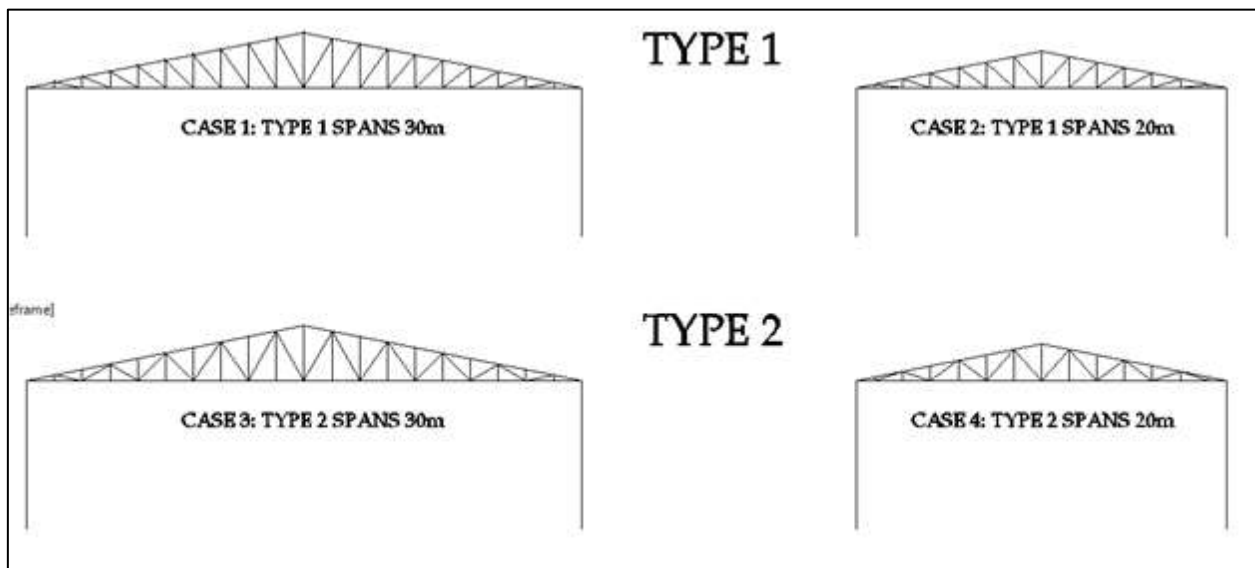 TYPE 1
CASE 1: TYPE 1 SPANS 30m
CASE 2: TYPE 1 SPANS 20m
eframe]
TYPE 2
CASE 3: TYPE 2 SPANS 30m
CASE 4: TYPE 2 SPANS 20m